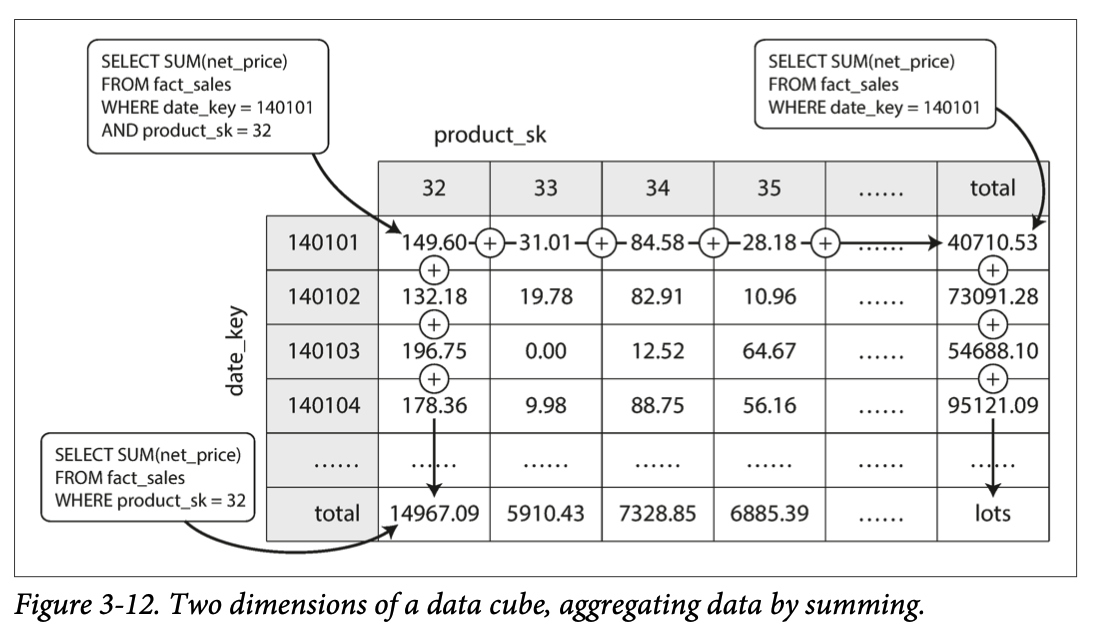 SELECT SUM(net_price)
FROM fact_sales
WHERE date_key = 140101
AND product_sk = 32
SELECT SUM(net_price)
FROM fact_sales
WHERE date_key = 140101
product_sk
32 33 34 35 ...... total
140101 149.60 + 31.01 + 84.58 + 28.18 + ...... 40710.53
+ +
140102 132.18 19.78 82.91 10.96 ...... 73091.28
+ +
date_key
140103 196.75 0.00 12.52 64.67 ...... 54688.10
+ +
140104 178.36 9.98 88.75 56.16 ...... 95121.09
...... ...... ...... ...... ...... ...... ......
SELECT SUM(net_price)
FROM fact_sales
WHERE product_sk = 32
total 14967.09 5910.43 7328.85 6885.39 ...... lots
Figure 3-12. Two dimensions of a data cube, aggregating data by summing.